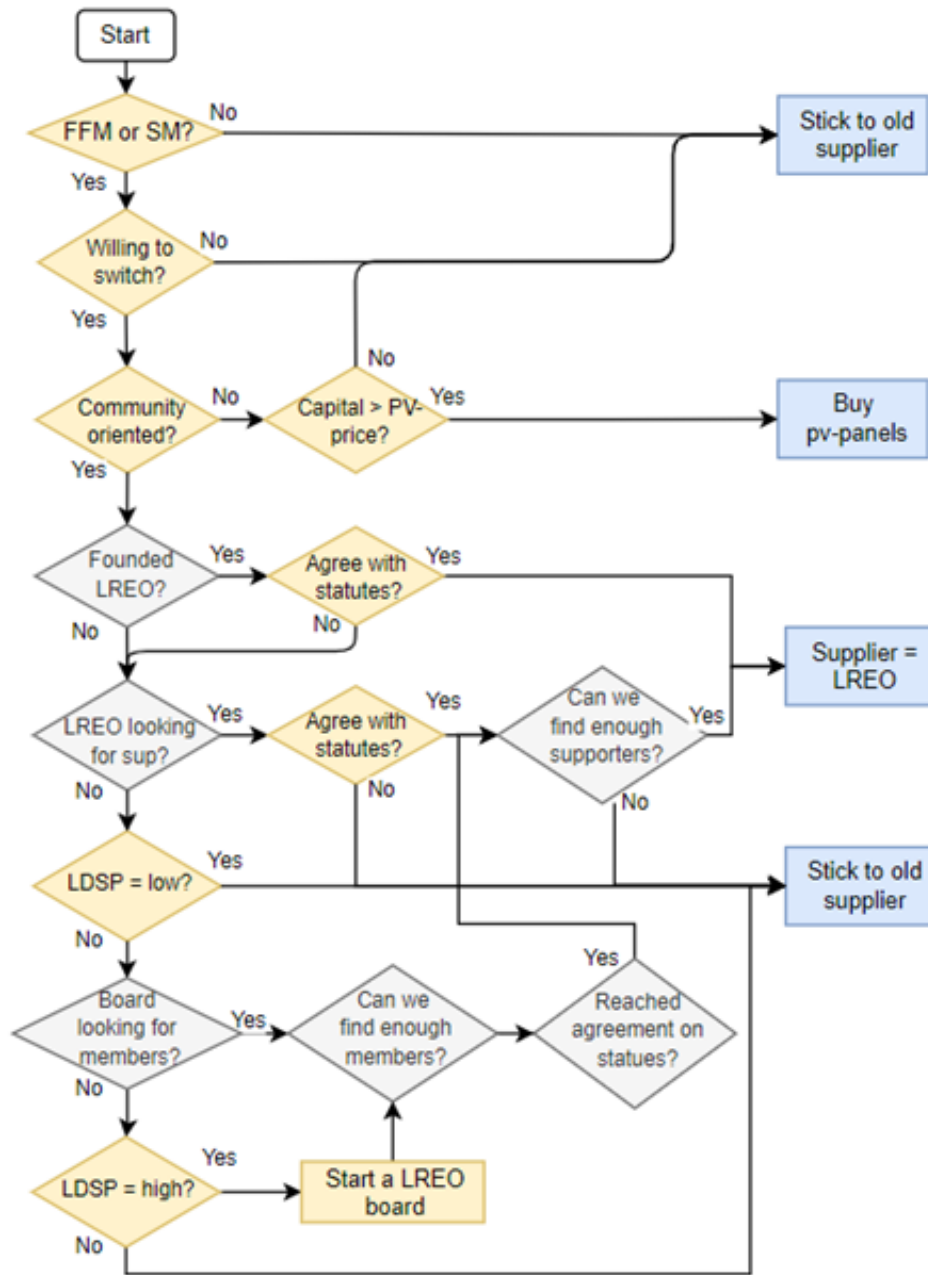 Start
FFM or SM?
No
Stick to old
supplier
Yes
Willing to
switch?
No
Yes
No
Community
oriented?
No
Capital > PV-
price?
Yes
Buy
pv-panels
Yes
Founded
LREO?
Yes
Agree with
statutes?
Yes
No
No
Supplier =
LREO
LREO looking
for sup?
Yes
Agree with
statutes?
Yes
Can we
find enough
supporters?
Yes
No
No
No
LDSP = low?
Yes
Stick to old
supplier
No
Board
looking for
members?
Yes
Can we
find enough
members?
Yes
Reached
agreement on
statues?
No
LDSP = high?
Yes
Start a LREO
board
No